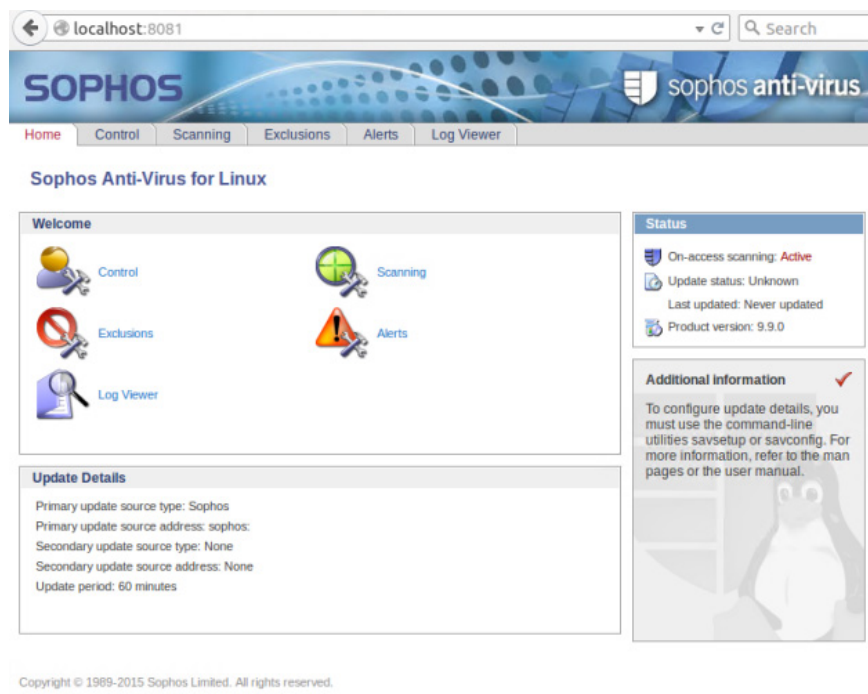 localhost:8081
Search
SOPHOS
sophos anti-virus
Home Control Scanning Exclusions Alerts Log Viewer
Sophos Anti-Virus for Linux
Welcome
Control
Scanning
Exclusions
Alerts
Log Viewer
Status
On-access scanning: Active
Update status: Unknown
Last updated: Never updated
Product version: 9.9.0
Additional information
To configure update details, you
must use the command-line
utilities savsetup or savconfig. For
more information, refer to the man
pages or the user manual.
Update Details
Primary update source type: Sophos
Primary update source address: sophos:
Secondary update source type: None
Secondary update source address: None
Update period: 60 minutes
Copyright © 1989-2015 Sophos Limited. All rights reserved.